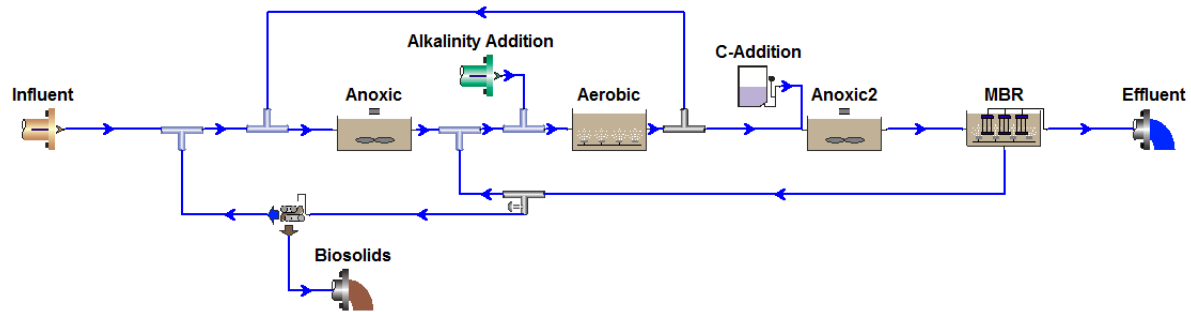 Alkalinity Addition
C-Addition
Influent
Anoxic
Aerobic
Anoxic2
MBR
Effluent
Biosolids